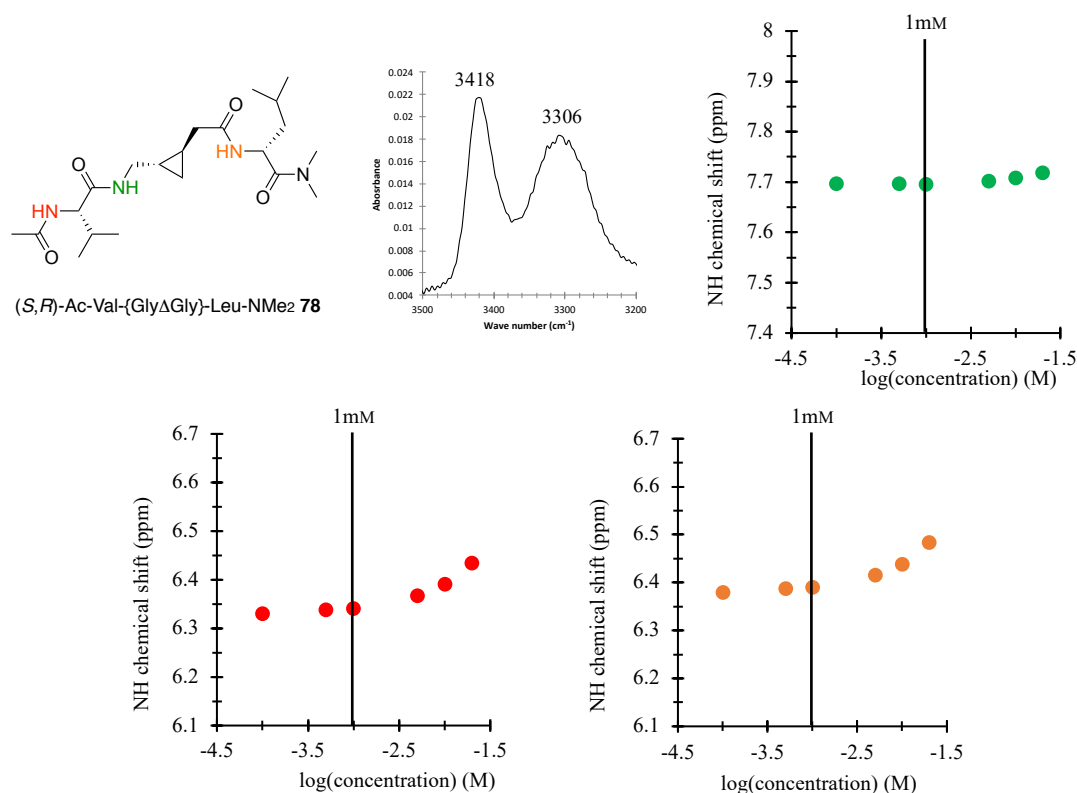 O
HN
N
O
O
NH
HN
O
(S,R)-Ac-Val-{Gly∆Gly}-Leu-NMe2 78
0.024
0.022
0.02
0.018
0.016
0.014
0.012
0.01
0.008
0.006
0.004
Absorbance
3418
3306
3500
3400
3300
3200
Wave number (cm-1)
1mM
8
7.9
7.8
7.7
7.6
7.5
7.4
NH chemical shift (ppm)
-4.5
-3.5
-2.5
-1.5
log(concentration) (M)
1mM
6.7
6.6
6.5
6.4
6.3
6.2
6.1
NH chemical shift (ppm)
-4.5
-3.5
-2.5
-1.5
log(concentration) (M)
1mM
6.7
6.6
6.5
6.4
6.3
6.2
6.1
NH chemical shift (ppm)
-4.5
-3.5
-2.5
-1.5
log(concentration) (M)